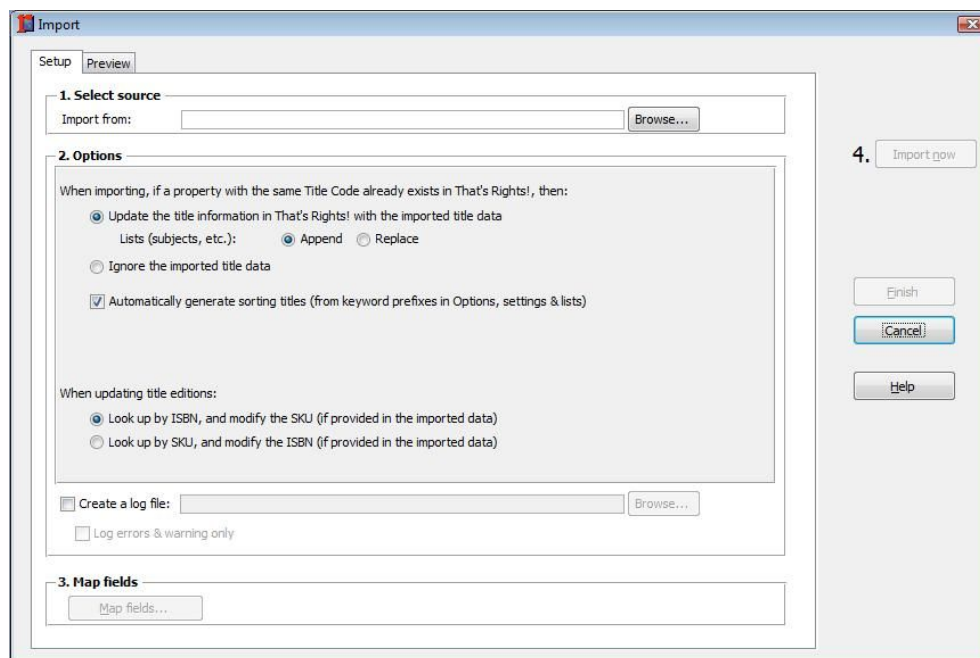 Import
Setup Preview
1. Select source
Import from: Browse...
2. Options
When importing, if a property with the same Title Code already exists in That's Rights!, then:
Update the title information in That's Rights! with the imported title data
Lists (subjects, etc.): Append Replace
Ignore the imported title data
Automatically generate sorting titles (from keyword prefixes in Options, settings & lists)
When updating title editions:
Look up by ISBN, and modify the SKU (if provided in the imported data)
Look up by SKU, and modify the ISBN (if provided in the imported data)
Create a log file: Browse...
Log errors & warning only
3. Map fields
Map fields...
4. Import now
Finish
Cancel
Help